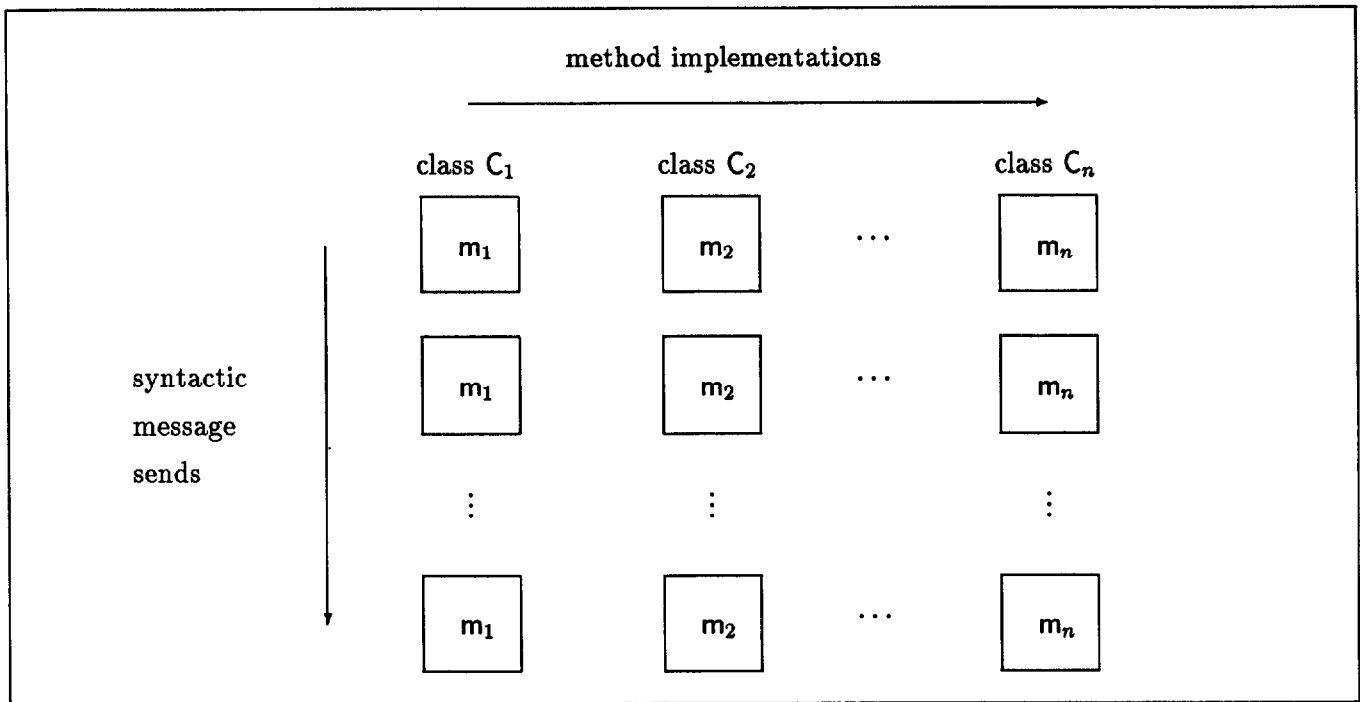 method implementations
class C₁ class C₂ class Cₙ
m₁ m₂ ··· mₙ
syntactic
message
sends
m₁ m₂ ··· mₙ
⋮ ⋮ ⋮
m₁ m₂ ··· mₙ